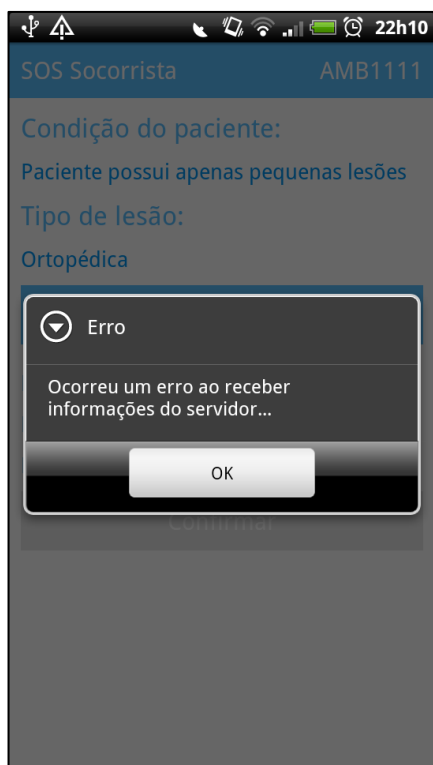 22h10
SOS Socorrista AMB1111
Condição do paciente:
Paciente possui apenas pequenas lesões
Tipo de lesão:
Ortopédica
Erro
Ocorreu um erro ao receber
informações do servidor...
OK
Confirmar